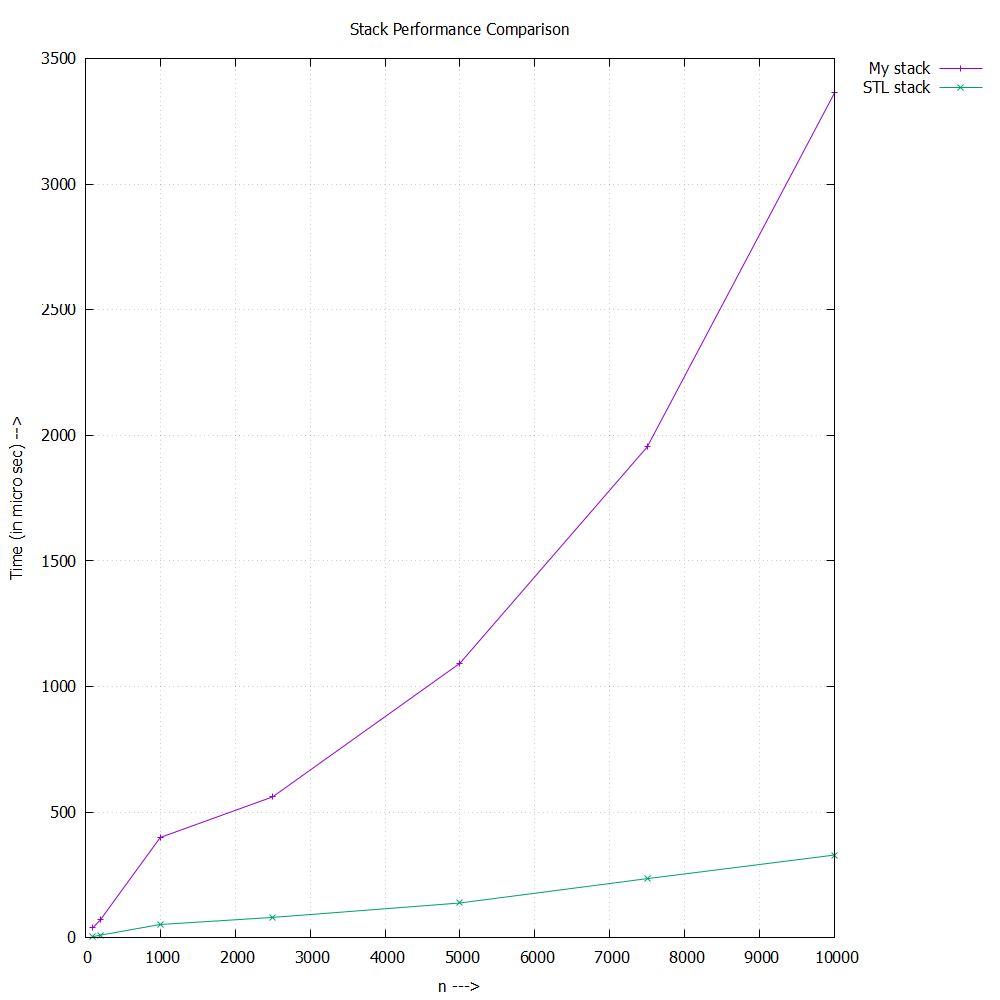 Stack Performance Comparison
My stack
STL stack
3500
3000
2500
2000
1500
1000
500
0
Time (in micro sec) -->
0 1000 2000 3000 4000 5000 6000 7000 8000 9000 10000
n --->